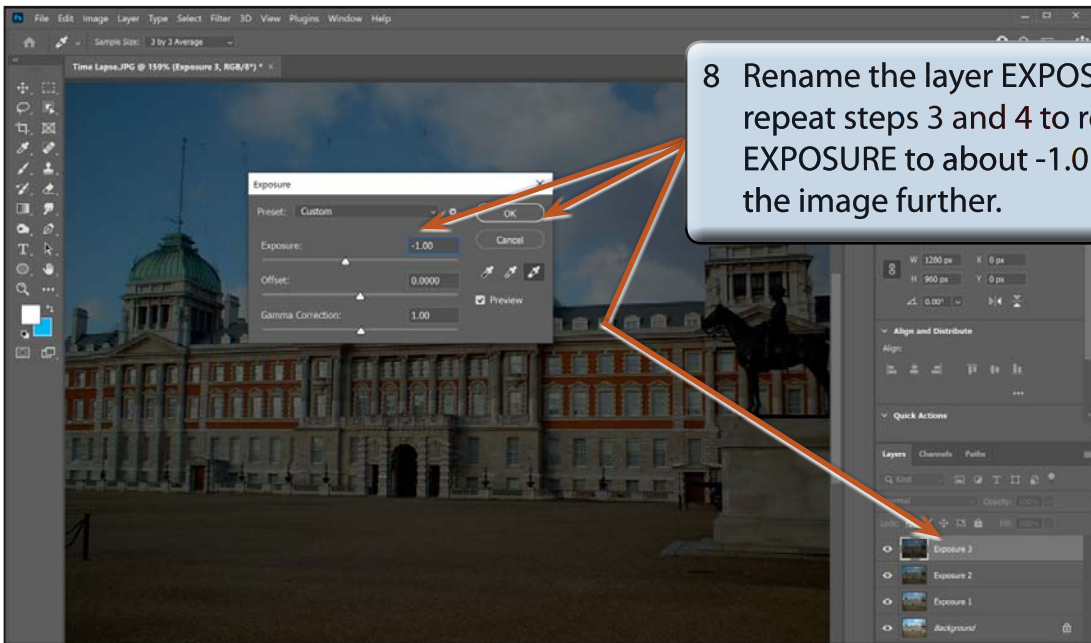 File Edit Image Layer Type Select Filter 3D View Plugins Window Help
Sample Size: 3 by 3 Average
Time Lapse.JPG @ 159% (Exposure 3, RGB/8*) * ×
8 Rename the layer
repeat steps 3 and 4 to
EXPOSURE to about -1.0
the image further.
Exposure
Preset: Custom
OK
Exposure: -1.00
Cancel
Offset: 0.0000
Preview
Gamma Correction: 1.00
W 1280 px X 0 px
H 960 px Y 0 px
0.00°
Align and Distribute
Align:
Quick Actions
Layers Channels Paths
Opacity: 100%
Fill: 100%
Exposure 3
Exposure 2
Exposure 1
Background